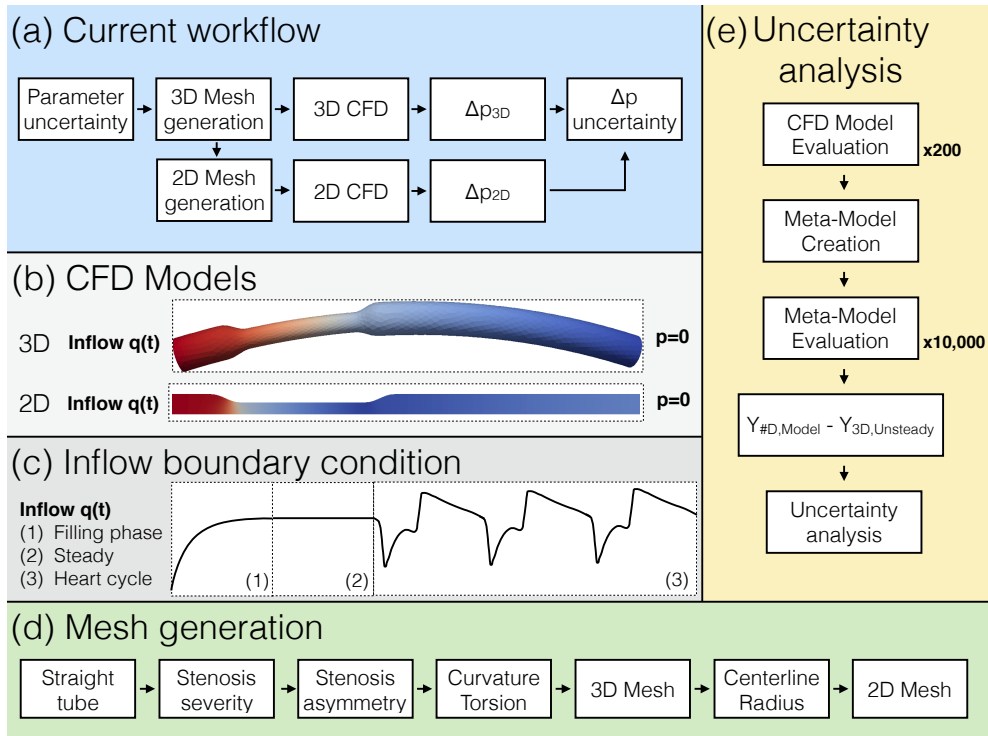 (a) Current workflow
Parameter
uncertainty
3D Mesh
generation
3D CFD
Δp3D
Δp
uncertainty
2D Mesh
generation
2D CFD
Δp2D
(b) CFD Models
3D
Inflow q(t)
p=0
2D
Inflow q(t)
p=0
(c) Inflow boundary condition
Inflow q(t)
(1) Filling phase
(2) Steady
(3) Heart cycle
(1)
(2)
(3)
(d) Mesh generation
Straight
tube
Stenosis
severity
Stenosis
asymmetry
Curvature
Torsion
3D Mesh
Centerline
Radius
2D Mesh
(e) Uncertainty
analysis
CFD Model
Evaluation
x200
Meta-Model
Creation
Meta-Model
Evaluation
x10,000
Y#D,Model - Y3D,Unsteady
Uncertainty
analysis